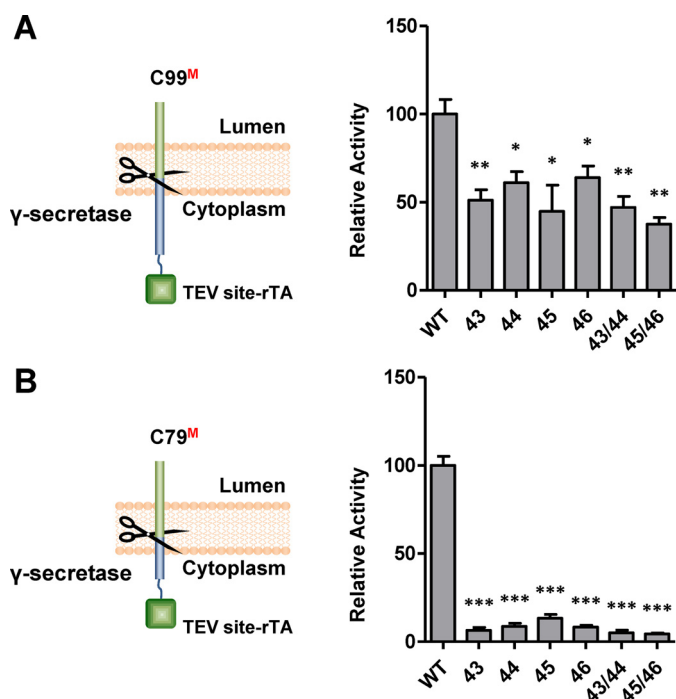 A
C99M
Lumen
γ-secretase
Cytoplasm
TEV site-rTA
Relative Activity
150
100
50
0
** * * * ** **
WT 43 44 45 46 43/44 45/46
B
C79M
Lumen
γ-secretase
Cytoplasm
TEV site-rTA
Relative Activity
150
100
50
0
*** *** *** *** *** ***
WT 43 44 45 46 43/44 45/46